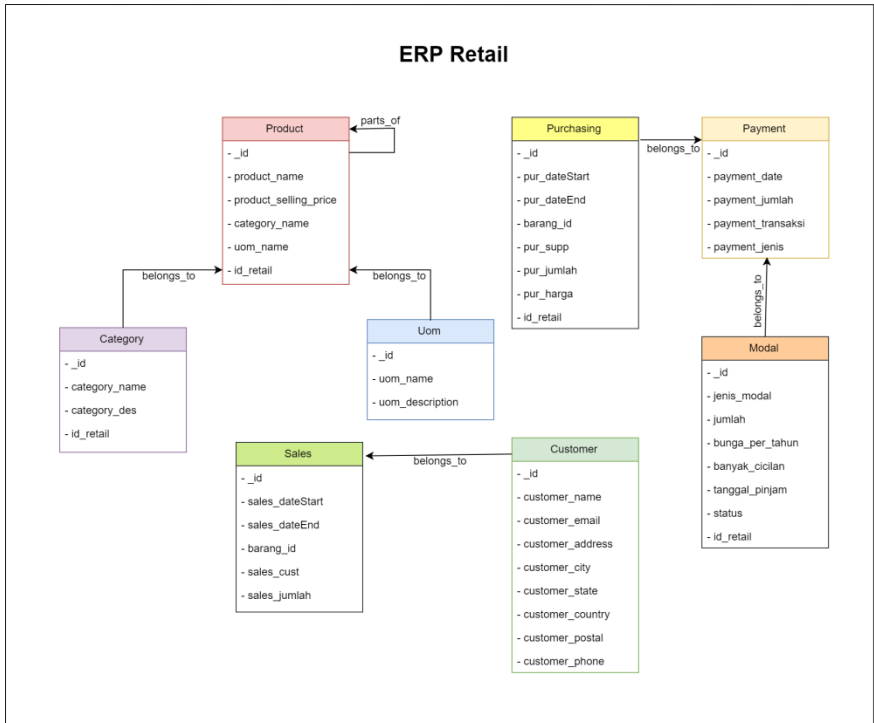 ERP Retail
Product
- _id
- product_name
- product_selling_price
- category_name
- uom_name
- id_retail
parts_of
Purchasing
- _id
- pur_dateStart
- pur_dateEnd
- barang_id
- pur_supp
- pur_jumlah
- pur_harga
- id_retail
belongs_to
Payment
- _id
- payment_date
- payment_jumlah
- payment_transaksi
- payment_jenis
belongs_to
belongs_to
belongs_to
Category
- _id
- category_name
- category_des
- id_retail
Uom
- _id
- uom_name
- uom_description
Modal
- _id
- jenis_modal
- jumlah
- bunga_per_tahun
- banyak_cicilan
- tanggal_pinjam
- status
- id_retail
Sales
- _id
- sales_dateStart
- sales_dateEnd
- barang_id
- sales_cust
- sales_jumlah
belongs_to
Customer
- _id
- customer_name
- customer_email
- customer_address
- customer_city
- customer_state
- customer_country
- customer_postal
- customer_phone